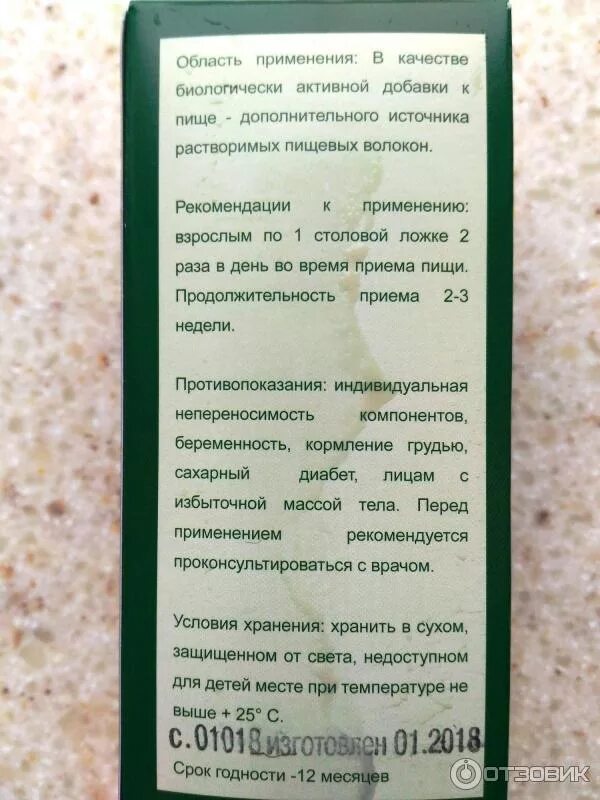 Область применения: В качестве
биологически активной добавки к
пище - дополнительного источника
растворимых пищевых волокон.
Рекомендации к применению:
взрослым по 1 столовой ложке 2
раза в день во время приема пищи.
Продолжительность приема 2-3
недели.
Противопоказания: индивидуальная
непереносимость компонентов,
беременность, кормление грудью,
сахарный диабет, лицам с
избыточной массой тела. Перед
применением рекомендуется
проконсультироваться с врачом.
Условия хранения: хранить в сухом,
защищенном от света, недоступном
для детей месте при температуре не
выше + 25° С.
с.01018 изготовлен 01.2018
Срок годности -12 месяцев
ОТЗОВИК